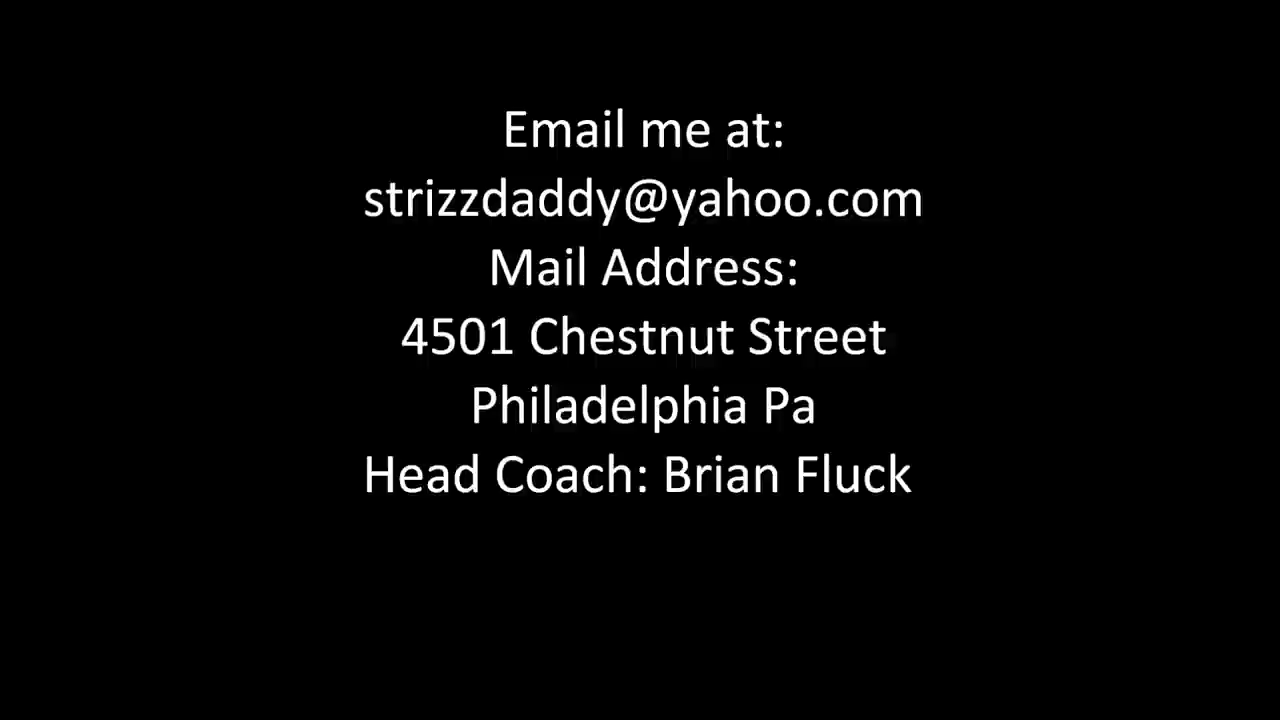 Email me at:
strizzdaddy@yahoo.com
Mail Address:
4501 Chestnut Street
Philadelphia Pa
Head Coach: Brian Fluck